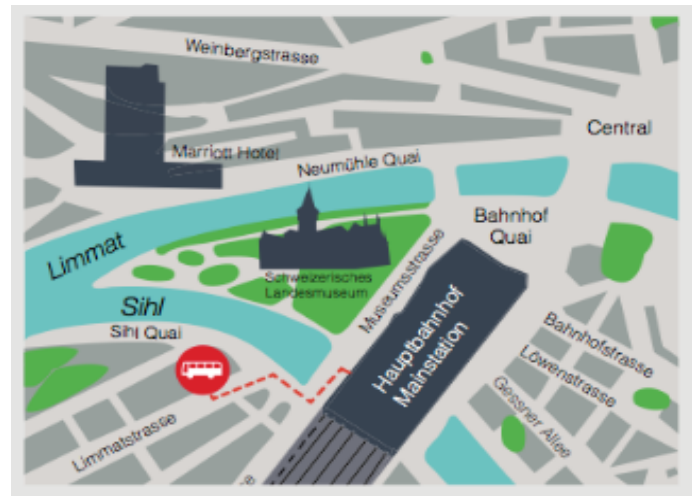 Weinbergstrasse
Central
Marriott Hotel
Neumühle Quai
Bahnhof
Quai
Limmat
Schweizerisches
Landesmuseum
Museumsstrasse
Sihl
Sihl Quai
Hauptbahnhof
Mainstation
Bahnhofstrasse
Löwenstrasse
Gessner Allee
Limmatstrasse